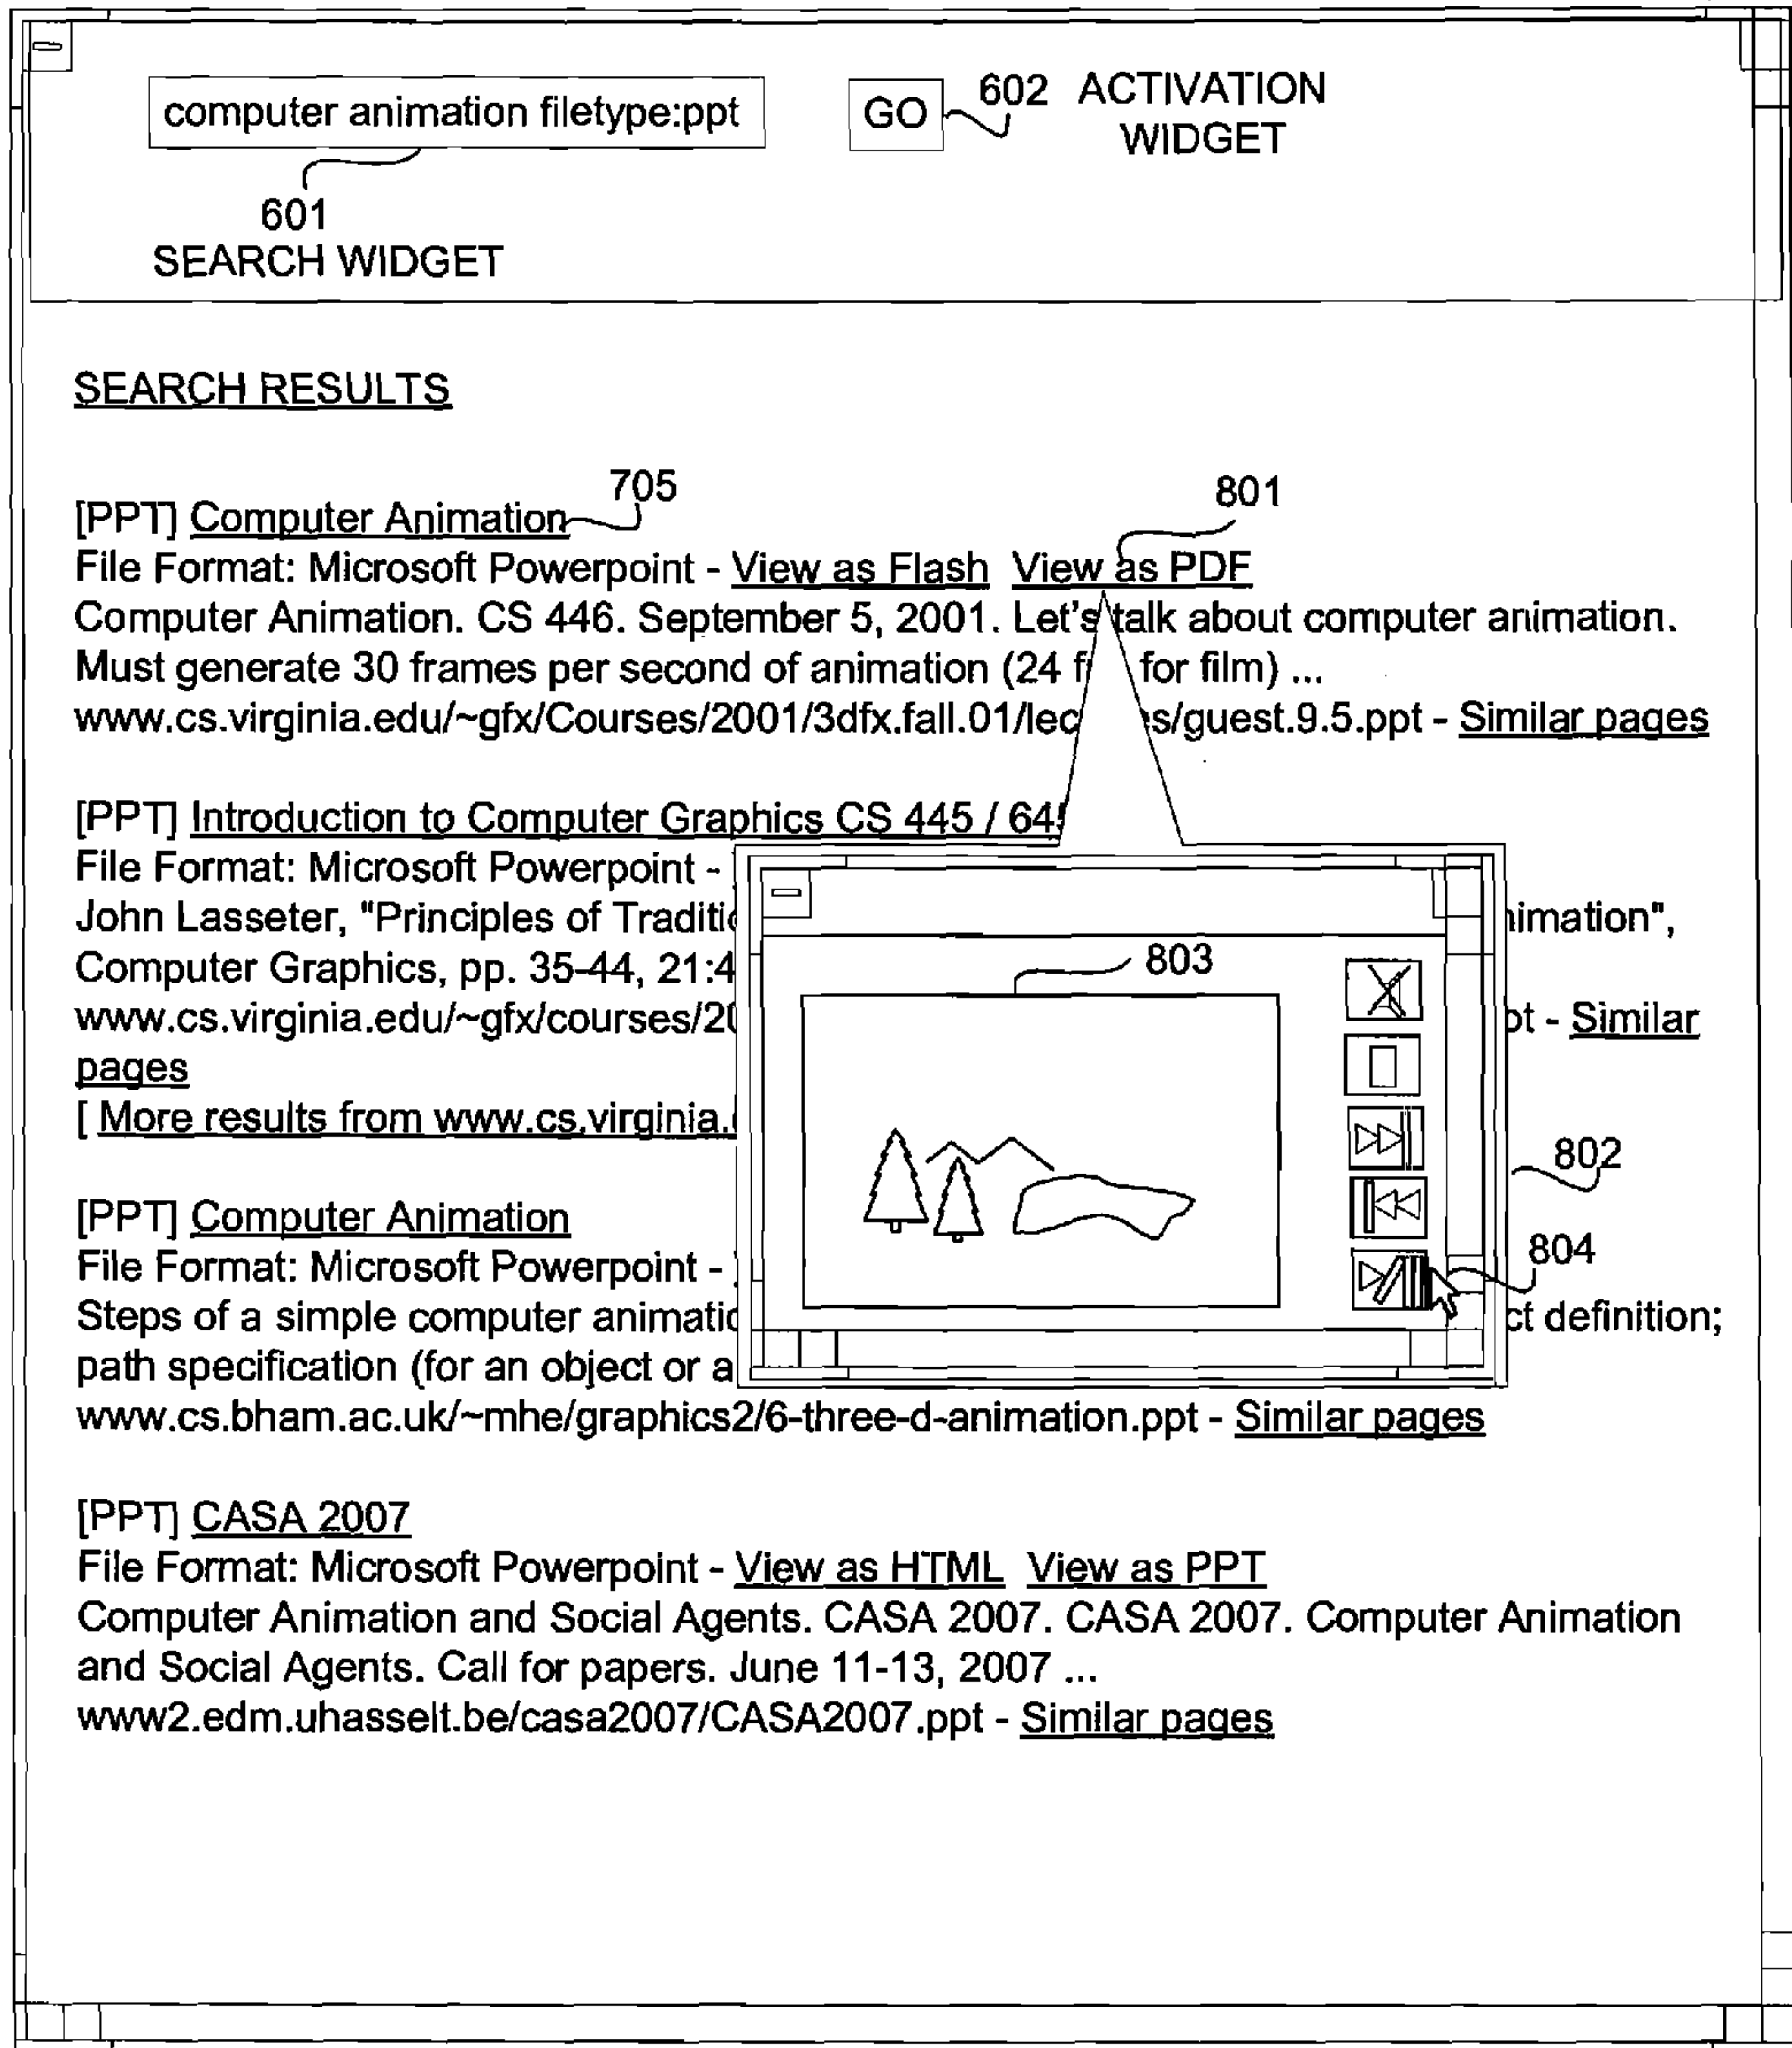 computer animation filetype:ppt
GO
602 ACTIVATION
WIDGET
601
SEARCH WIDGET
SEARCH RESULTS
705
801
[PPT] Computer Animation
File Format: Microsoft Powerpoint - View as Flash View as PDF
Computer Animation. CS 446. September 5, 2001. Let's talk about computer animation.
Must generate 30 frames per second of animation (24 for film) ...
www.cs.virginia.edu/~gfx/Courses/2001/3dfx.fall.01/lec s/guest.9.5.ppt - Similar pages
[PPT] Introduction to Computer Graphics CS 445 / 64
File Format: Microsoft Powerpoint -
John Lasseter, "Principles of Traditi imation",
Computer Graphics, pp. 35-44, 21:4
803
www.cs.virginia.edu/~gfx/courses/20 pt - Similar
pages
[ More results from www.cs.virginia.
802
[PPT] Computer Animation
File Format: Microsoft Powerpoint -
804
Steps of a simple computer animatic ct definition;
path specification (for an object or a
www.cs.bham.ac.uk/~mhe/graphics2/6-three-d-animation.ppt - Similar pages
[PPT] CASA 2007
File Format: Microsoft Powerpoint - View as HTML View as PPT
Computer Animation and Social Agents. CASA 2007. CASA 2007. Computer Animation
and Social Agents. Call for papers. June 11-13, 2007 ...
www2.edm.uhasselt.be/casa2007/CASA2007.ppt - Similar pages